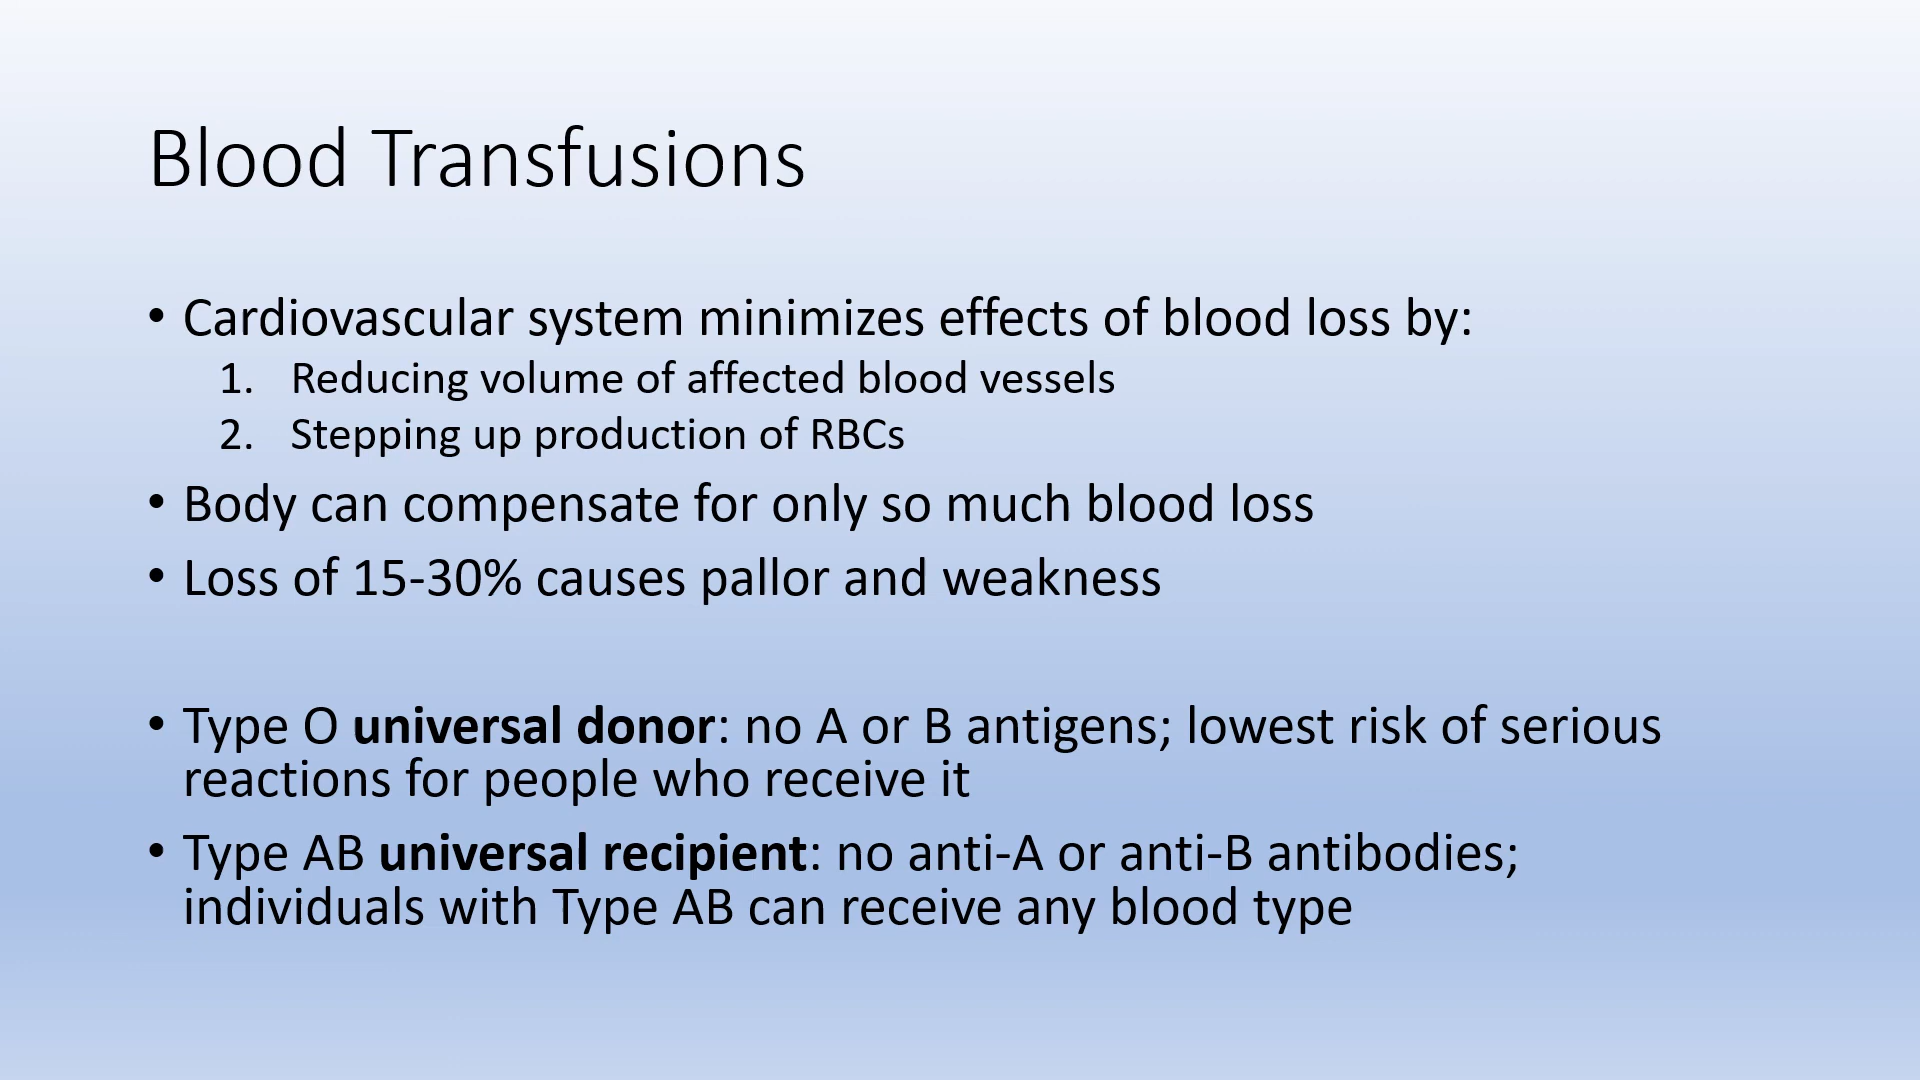 Blood Transfusions
• Cardiovascular system minimizes effects of blood loss by:
1. Reducing volume of affected blood vessels
2. Stepping up production of RBCs
• Body can compensate for only so much blood loss
• Loss of 15-30% causes pallor and weakness
• Type O universal donor: no A or B antigens; lowest risk of serious
reactions for people who receive it
• Type AB universal recipient: no anti-A or anti-B antibodies;
individuals with Type AB can receive any blood type